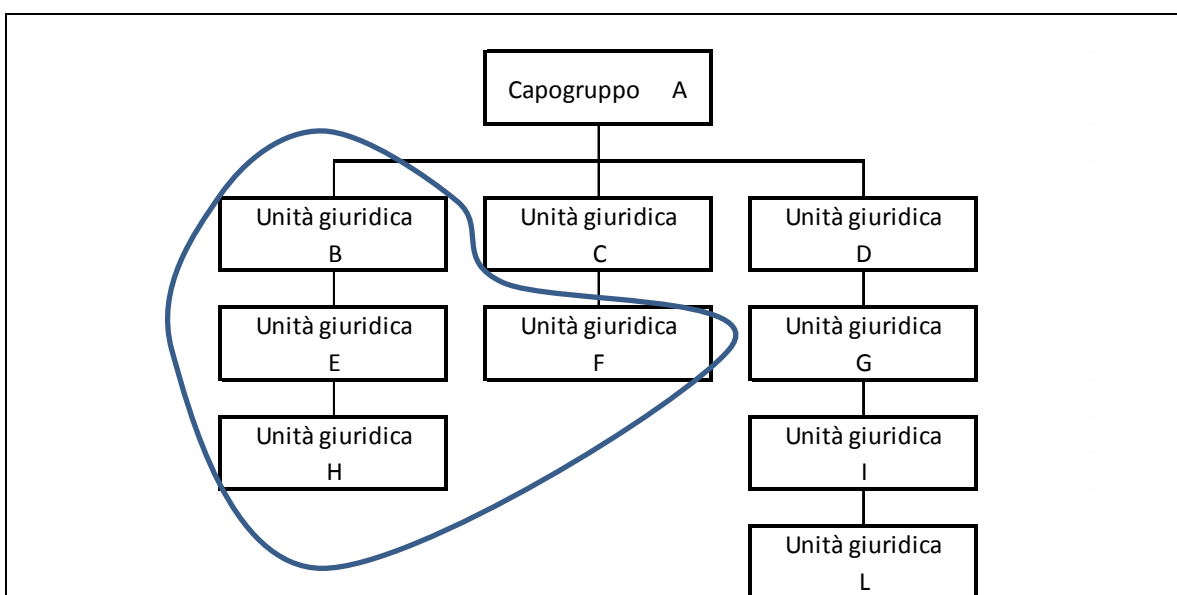 Capogruppo A
Unità giuridica
B
Unità giuridica
C
Unità giuridica
D
Unità giuridica
E
Unità giuridica
F
Unità giuridica
G
Unità giuridica
H
Unità giuridica
I
Unità giuridica
L